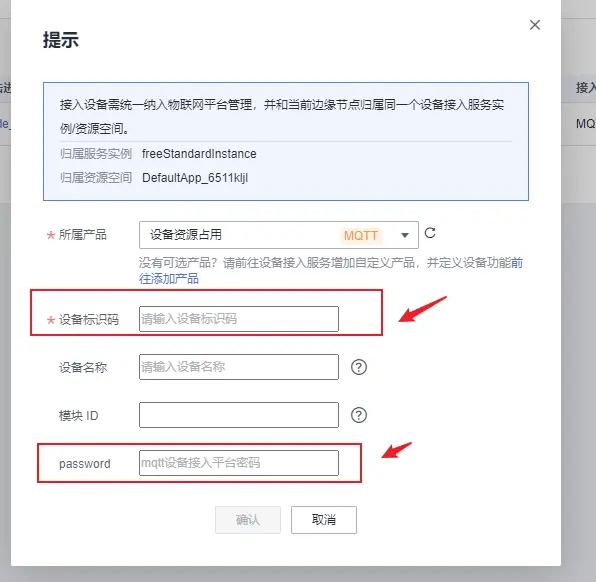 提示
接入设备需统一纳入物联网平台管理，并和当前边缘节点归属同一个设备接入服务实
例/资源空间。
归属服务实例 freeStandardInstance
归属资源空间 DefaultApp_6511kljl
接入
MQ
* 所属产品 设备资源占用 MQTT
没有可选产品？请前往设备接入服务增加自定义产品，并定义设备功能前
往添加产品
* 设备标识码 请输入设备标识码
设备名称 请输入设备名称
模块 ID
password mqtt设备接入平台密码
确认 取消